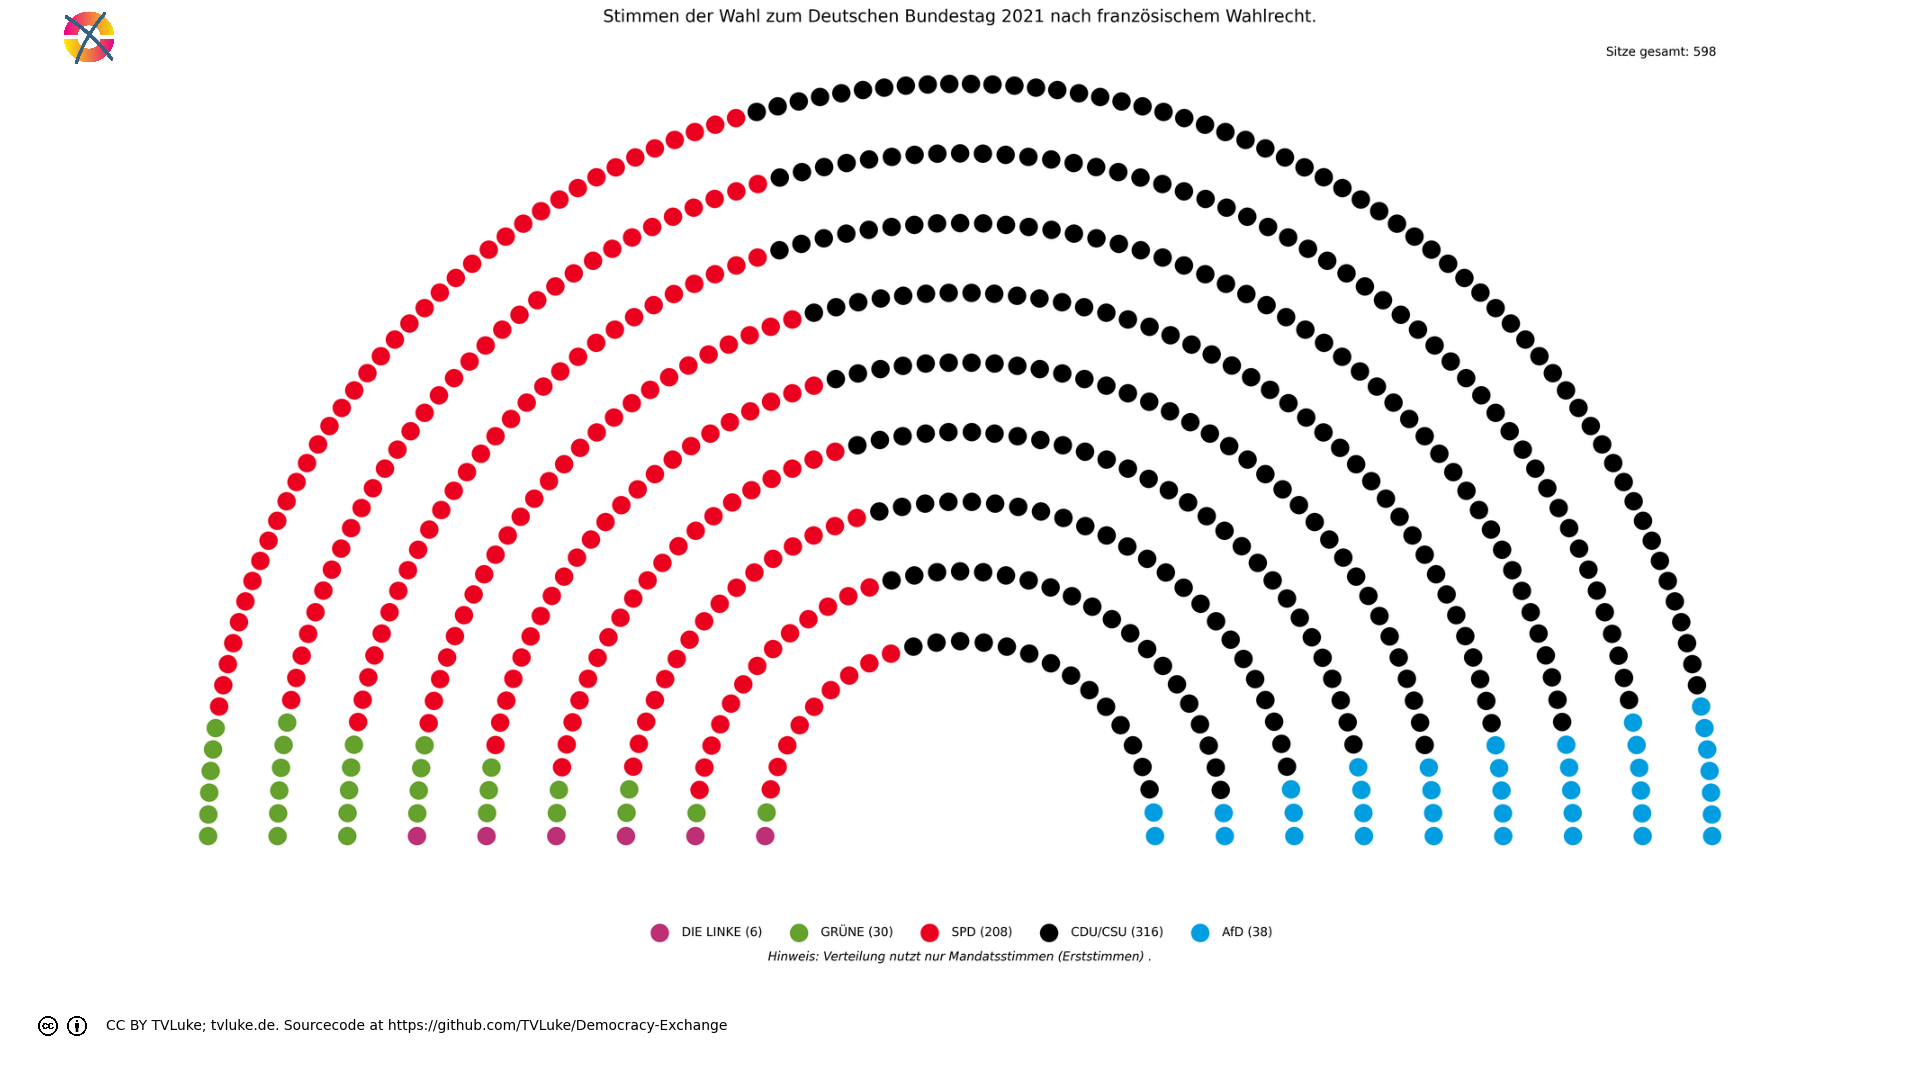 Stimmen der Wahl zum Deutschen Bundestag 2021 nach französischem Wahlrecht.
Sitze gesamt: 598
DIE LINKE (6) GRÜNE (30) SPD (208) CDU/CSU (316) AfD (38)
Hinweis: Verteilung nutzt nur Mandatsstimmen (Erststimmen) .
cc CC BY TVLuke; tvluke.de. Sourcecode at https://github.com/TVLuke/Democracy-Exchange